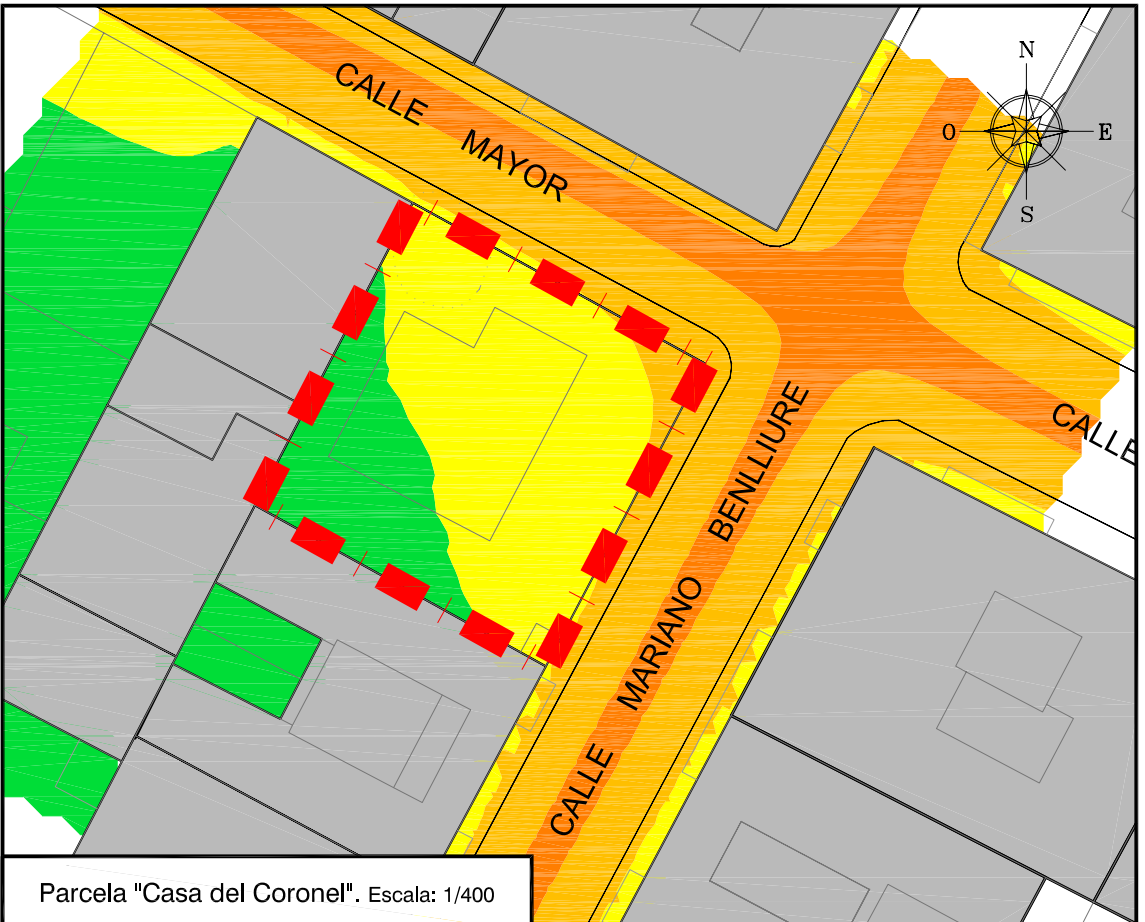 N
O E
S
CALLE MAYOR
CALLE
CALLE MARIANO BENLLIURE
Parcela "Casa del Coronel". Escala: 1/400